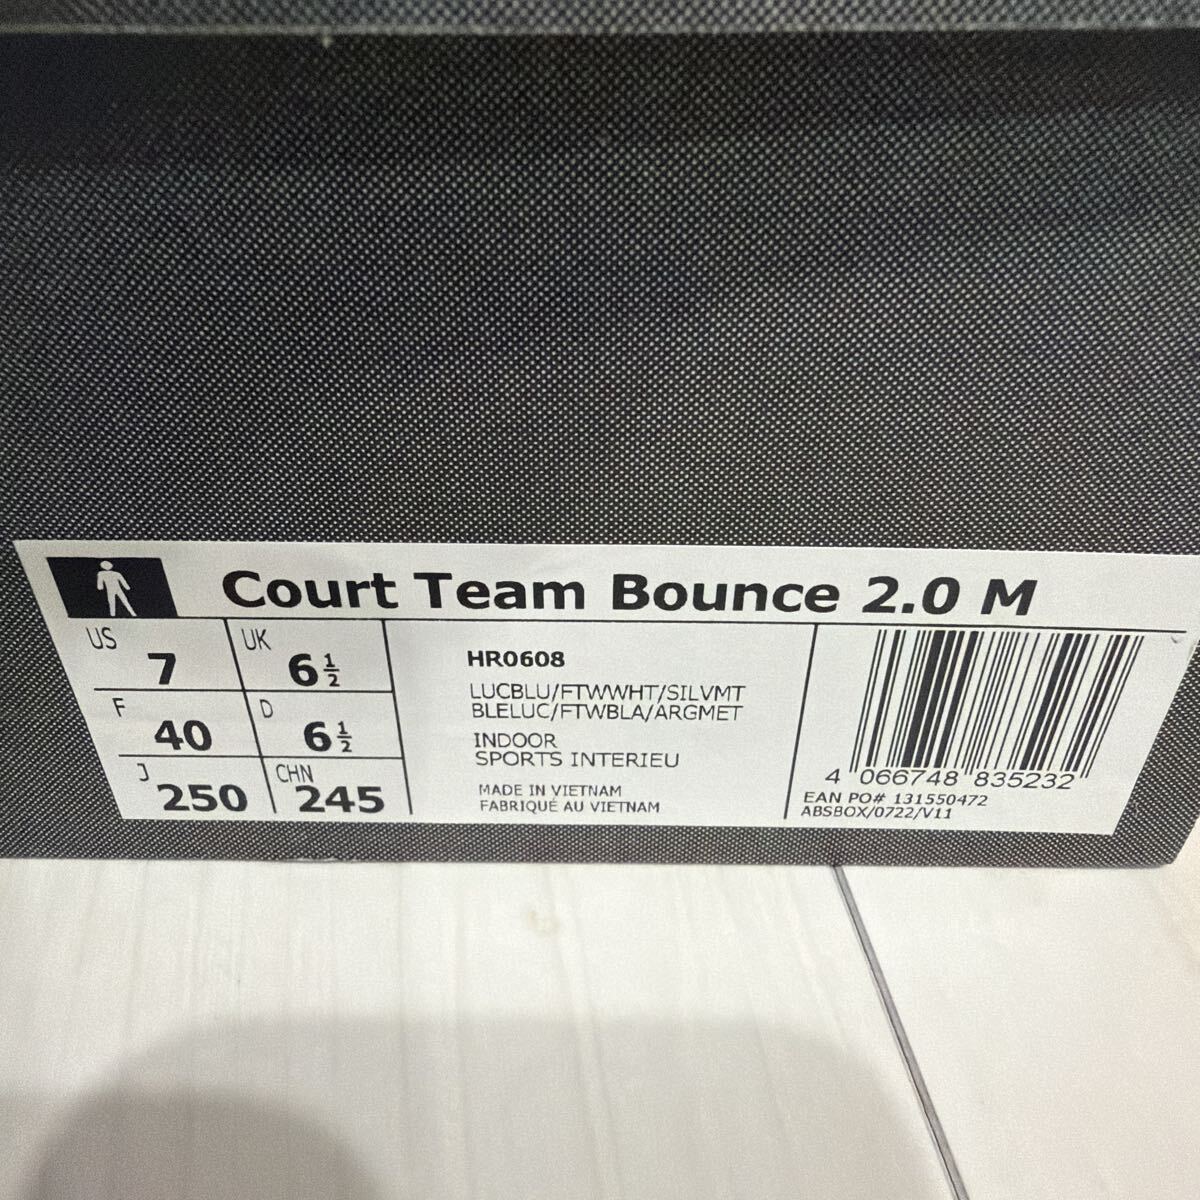 Court Team Bounce 2.0 M
US 7
UK 6½
F 40
D 6½
J 250
CHN 245
HR0608
LUCBLU/FTWWHT/SILVMT
BLELUC/FTWBLA/ARGMET
INDOOR
SPORTS INTERIEU
MADE IN VIETNAM
FABRIQUÉ AU VIETNAM
4 066748 835232
EAN PO# 131550472
ABSBOX/0722/V11